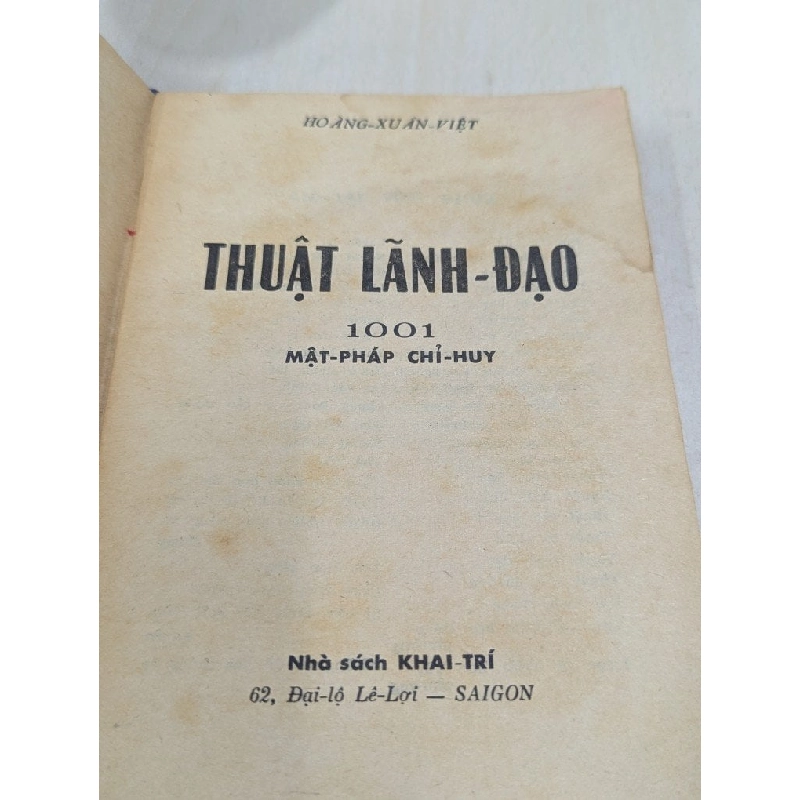 HOÀNG-XUÂN-VIỆT
THUẬT LÃNH-ĐẠO
1001
MẬT-PHÁP CHỈ-HUY
Nhà sách KHAI-TRÍ
62, Đại-lộ Lê-Lợi — SAIGON